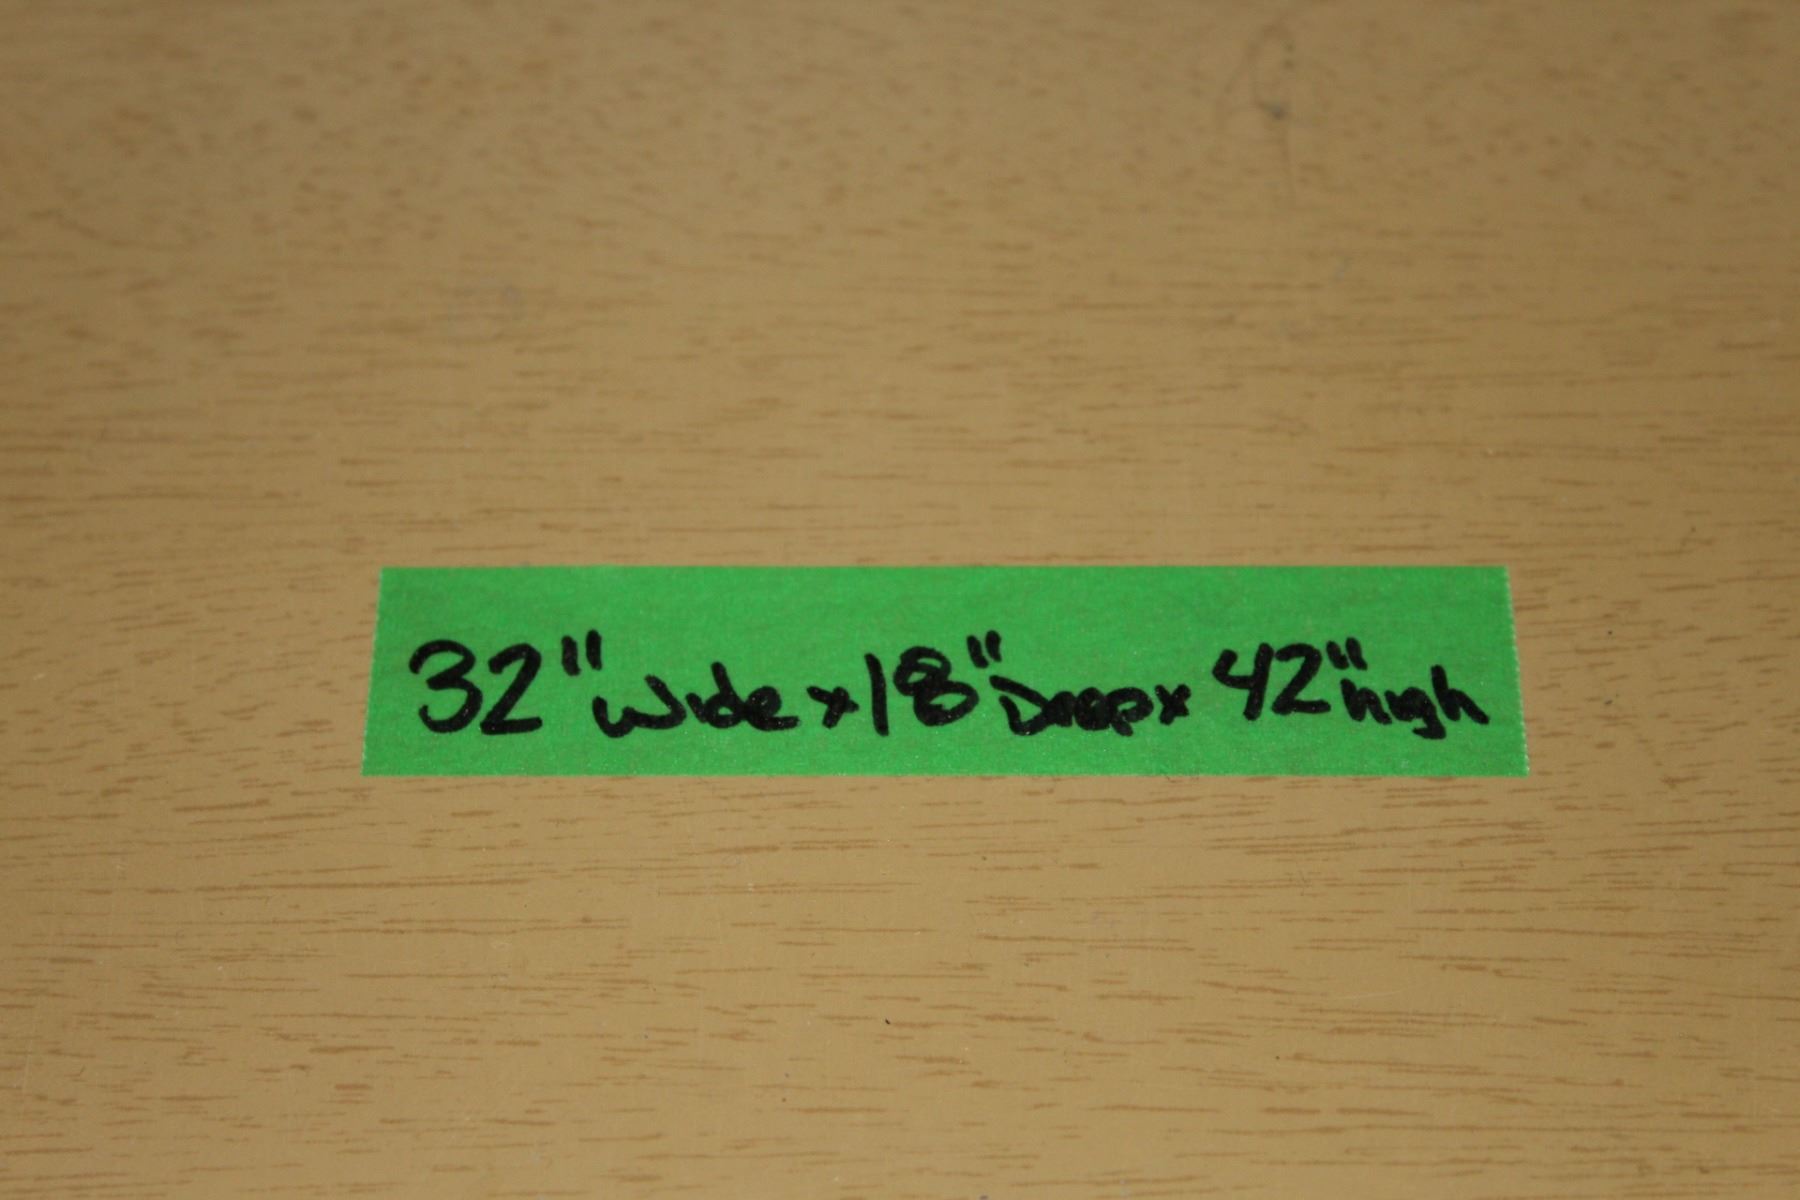 32" Wide x 18" Deep x 42" high